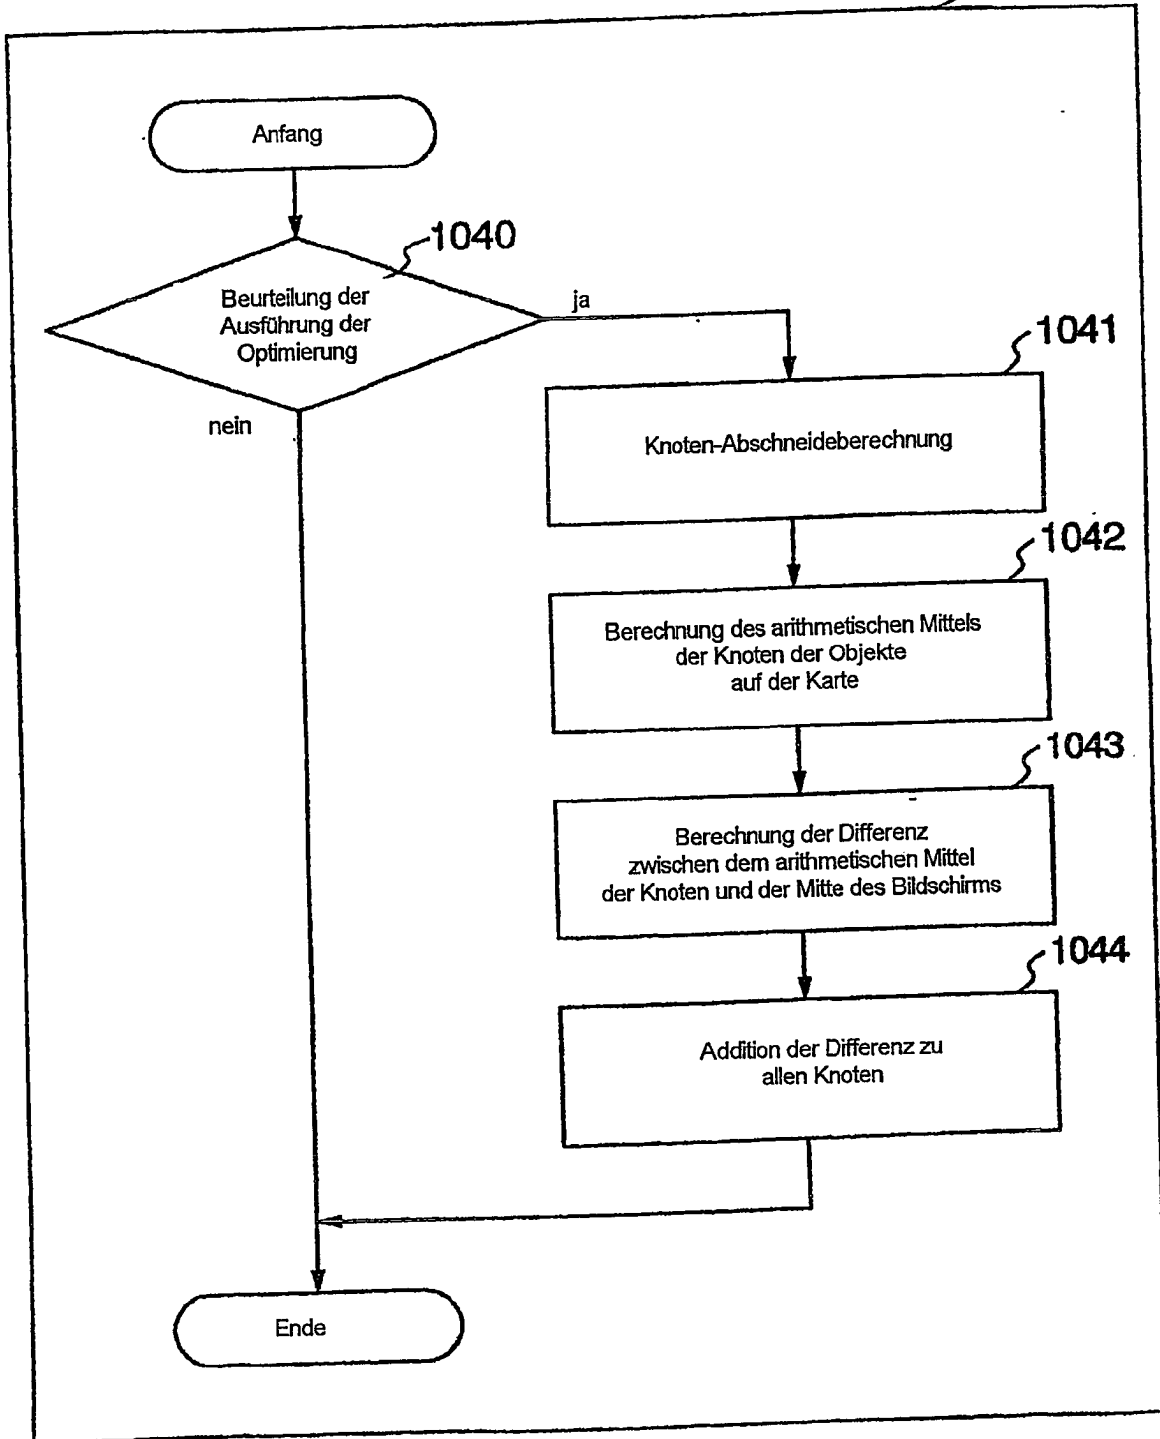 Anfang
1040
Beurteilung der
Ausführung der
Optimierung
ja
nein
1041
Knoten-Abschneideberechnung
1042
Berechnung des arithmetischen Mittels
der Knoten der Objekte
auf der Karte
1043
Berechnung der Differenz
zwischen dem arithmetischen Mittel
der Knoten und der Mitte des Bildschirms
1044
Addition der Differenz zu
allen Knoten
Ende